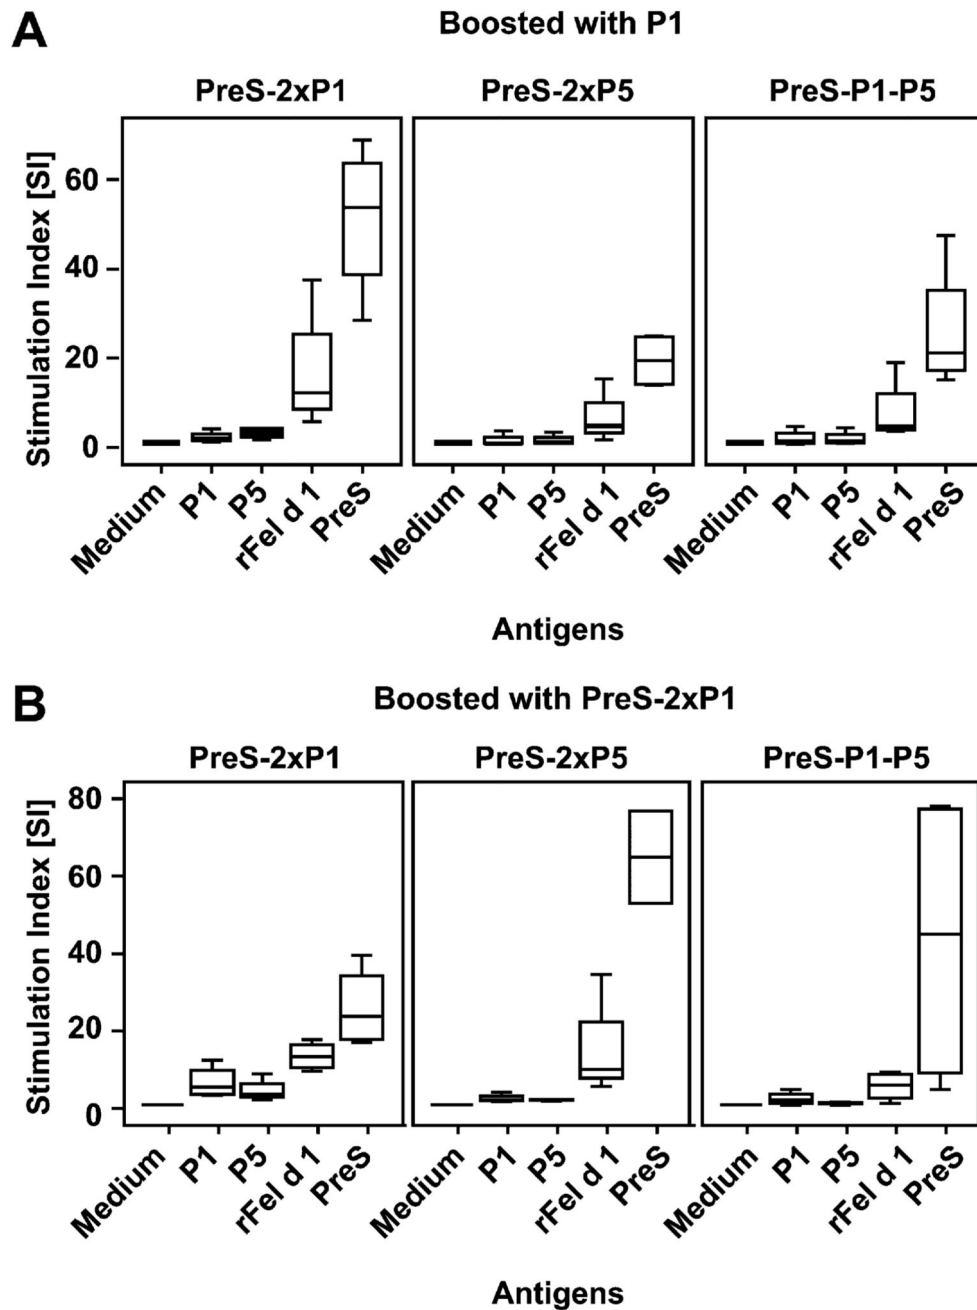 A
Boosted with P1
PreS-2xP1
PreS-2xP5
PreS-P1-P5
Stimulation Index [SI]
60
40
20
0
Medium
P1
P5
rFel d 1
PreS
Medium
P1
P5
rFel d 1
PreS
Medium
P1
P5
rFel d 1
PreS
Antigens
B
Boosted with PreS-2xP1
PreS-2xP1
PreS-2xP5
PreS-P1-P5
Stimulation Index [SI]
80
60
40
20
0
Medium
P1
P5
rFel d 1
PreS
Medium
P1
P5
rFel d 1
PreS
Medium
P1
P5
rFel d 1
PreS
Antigens